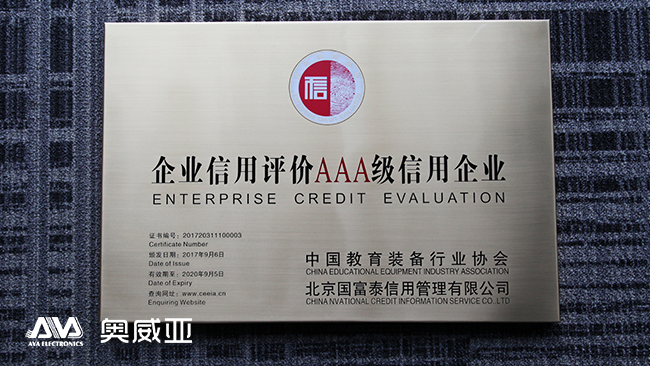 信
企业信用评价AAA级信用企业
ENTERPRISE CREDIT EVALUATION
证书编号：201720311100003
Certificate Number
颁发日期：2017年9月6日
Date of Issue
有效期至：2020年9月5日
Date of Expiry
查询网址：www.ceeia.cn
Enquiring Website
中国教育装备行业协会
CHINA EDUCATIONAL EQUIPMENT INDUSTRY ASSOCIATION
北京国富泰信用管理有限公司
CHINA NVATIONAL CREDIT INFORMATION SERVICE CO.,LTD
AVA 奥威亚
AVA ELECTRONICS